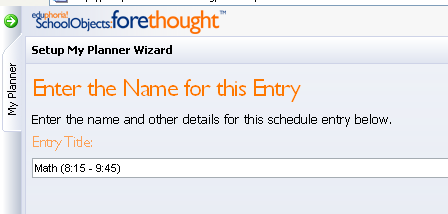 eduphoria!
SchoolObjects:forethought™
Setup My Planner Wizard
My Planner
Enter the Name for this Entry
Enter the name and other details for this schedule entry below.
Entry Title:
Math (8:15 - 9:45)